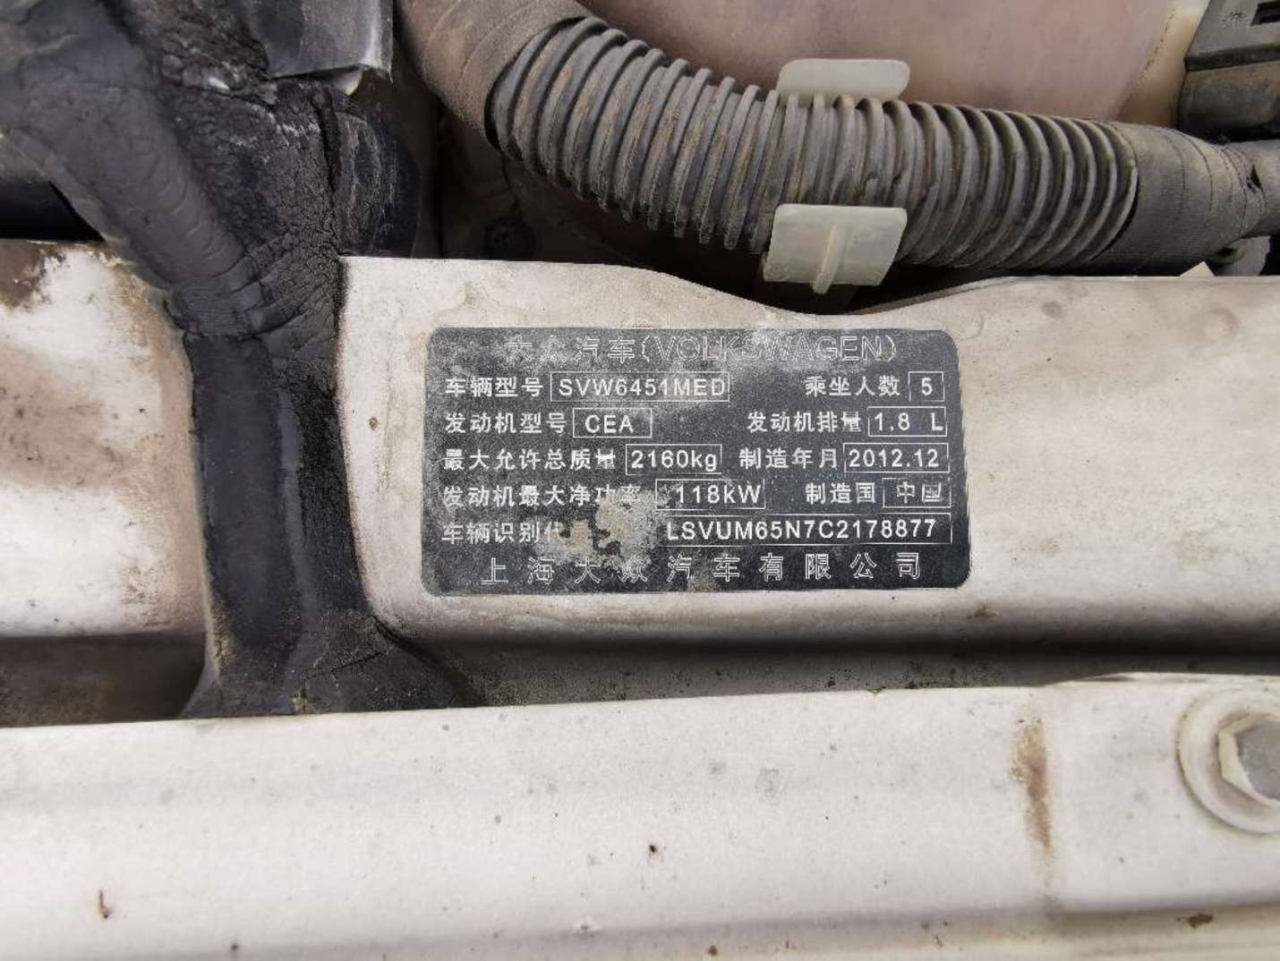 大众汽车(VOLKSWAGEN)
车辆型号 SVW6451MED 乘坐人数 5
发动机型号 CEA 发动机排量 1.8 L
最大允许总质量 2160kg 制造年月 2012.12
发动机最大净功率 118kW 制造国 中国
车辆识别代 LSVUM65N7C2178877
上海大众汽车有限公司